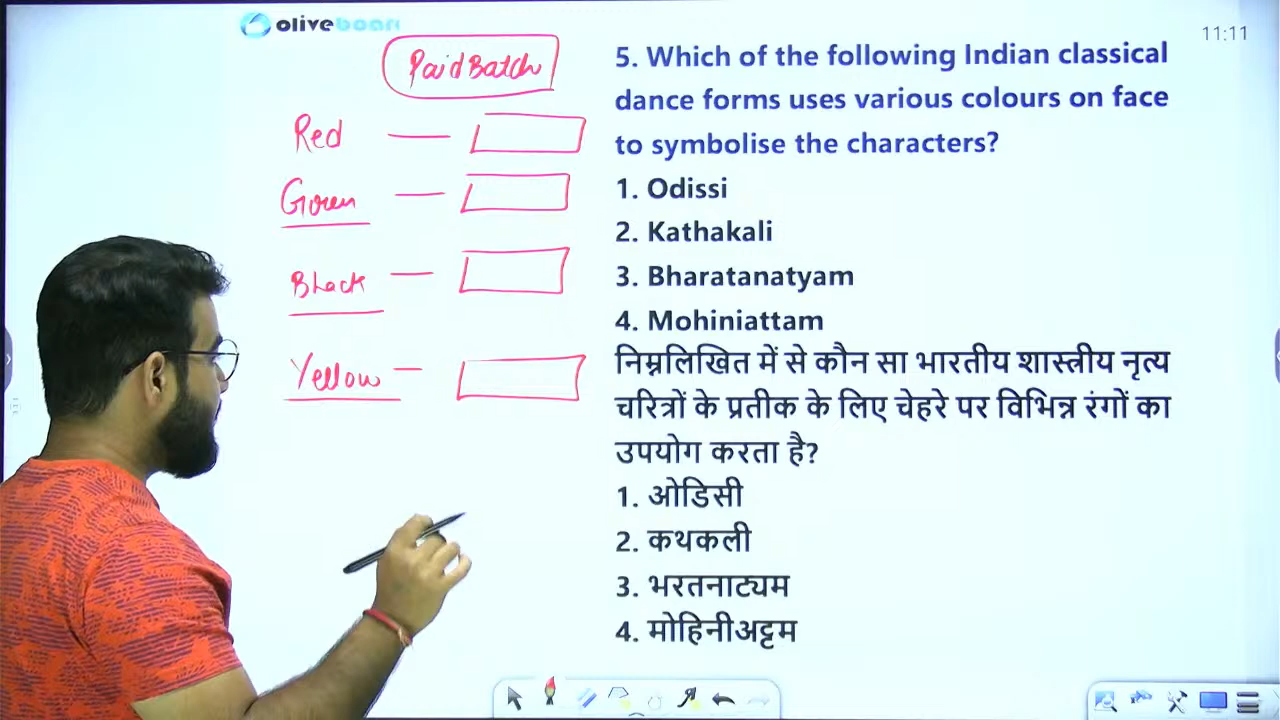 oliveboard
11:11
Paid Batch
Red
Green
Black
Yellow
5. Which of the following Indian classical
dance forms uses various colours on face
to symbolise the characters?
1. Odissi
2. Kathakali
3. Bharatanatyam
4. Mohiniattam
निम्नलिखित में से कौन सा भारतीय शास्त्रीय नृत्य
चरित्रों के प्रतीक के लिए चेहरे पर विभिन्न रंगों का
उपयोग करता है?
1. ओडिसी
2. कथकली
3. भरतनाट्यम
4. मोहिनीअट्टम